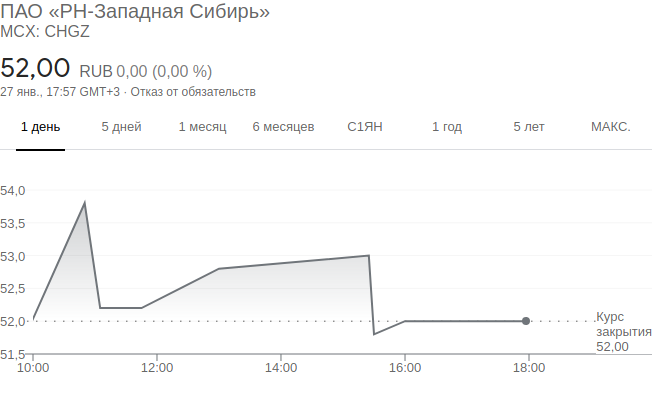 ПАО «РН-Западная Сибирь»
MCX: CHGZ
52,00 RUB 0,00 (0,00 %)
27 янв., 17:57 GMT+3 · Отказ от обязательств
1 день 5 дней 1 месяц 6 месяцев С1ЯН 1 год 5 лет МАКС.
54,0
53,5
53,0
52,5
52,0
Курс
закрытия
52,00
51,5
10:00 12:00 14:00 16:00 18:00